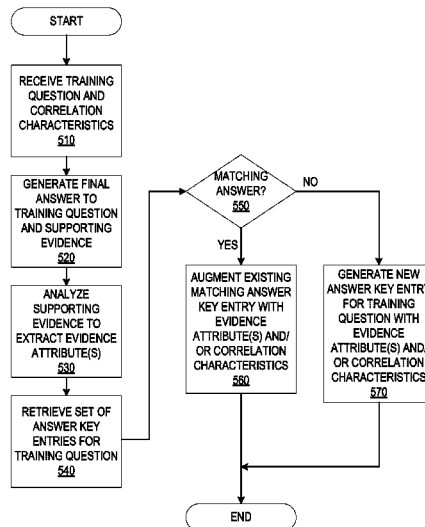 START
RECEIVE TRAINING
QUESTION AND
CORRELATION
CHARACTERISTICS
510
GENERATE FINAL
ANSWER TO
TRAINING QUESTION
AND SUPPORTING
EVIDENCE
520
ANALYZE
SUPPORTING
EVIDENCE TO
EXTRACT EVIDENCE
ATTRIBUTE(S)
530
RETRIEVE SET OF
ANSWER KEY
ENTRIES FOR
TRAINING QUESTION
540
MATCHING
ANSWER?
550
NO
YES
AUGMENT EXISTING
MATCHING ANSWER
KEY ENTRY WITH
EVIDENCE
ATTRIBUTE(S) AND/
OR CORRELATION
CHARACTERISTICS
560
GENERATE NEW
ANSWER KEY ENTRY
FOR TRAINING
QUESTION WITH
EVIDENCE
ATTRIBUTE(S) AND/
OR CORRELATION
CHARACTERISTICS
570
END